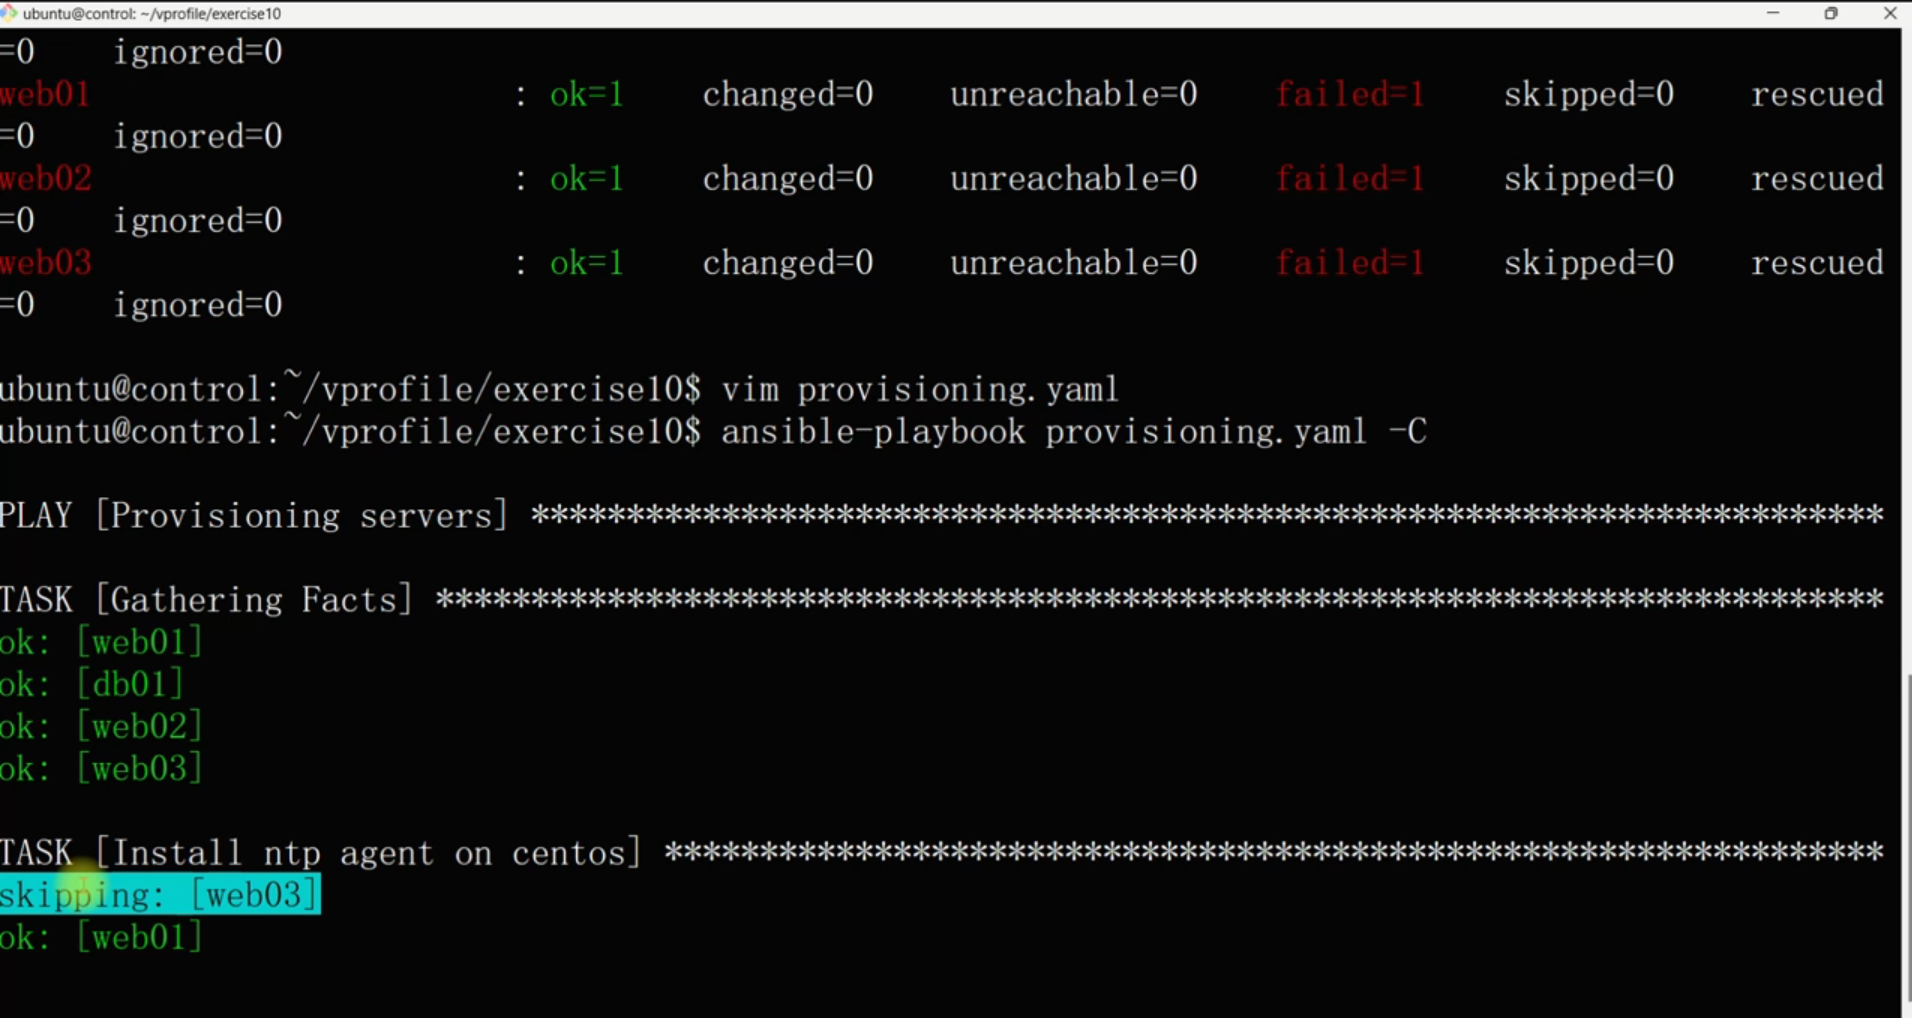 ubuntu@control: ~/vprofile/exercise10
=0    ignored=0
web01                      : ok=1    changed=0    unreachable=0    failed=1    skipped=0    rescued
=0    ignored=0
web02                      : ok=1    changed=0    unreachable=0    failed=1    skipped=0    rescued
=0    ignored=0
web03                      : ok=1    changed=0    unreachable=0    failed=1    skipped=0    rescued
=0    ignored=0
ubuntu@control:~/vprofile/exercise10$ vim provisioning.yaml
ubuntu@control:~/vprofile/exercise10$ ansible-playbook provisioning.yaml -C
PLAY [Provisioning servers] ***********************************************************************
TASK [Gathering Facts] ****************************************************************************
ok: [web01]
ok: [db01]
ok: [web02]
ok: [web03]
TASK [Install ntp agent on centos] ****************************************************************
skipping: [web03]
ok: [web01]